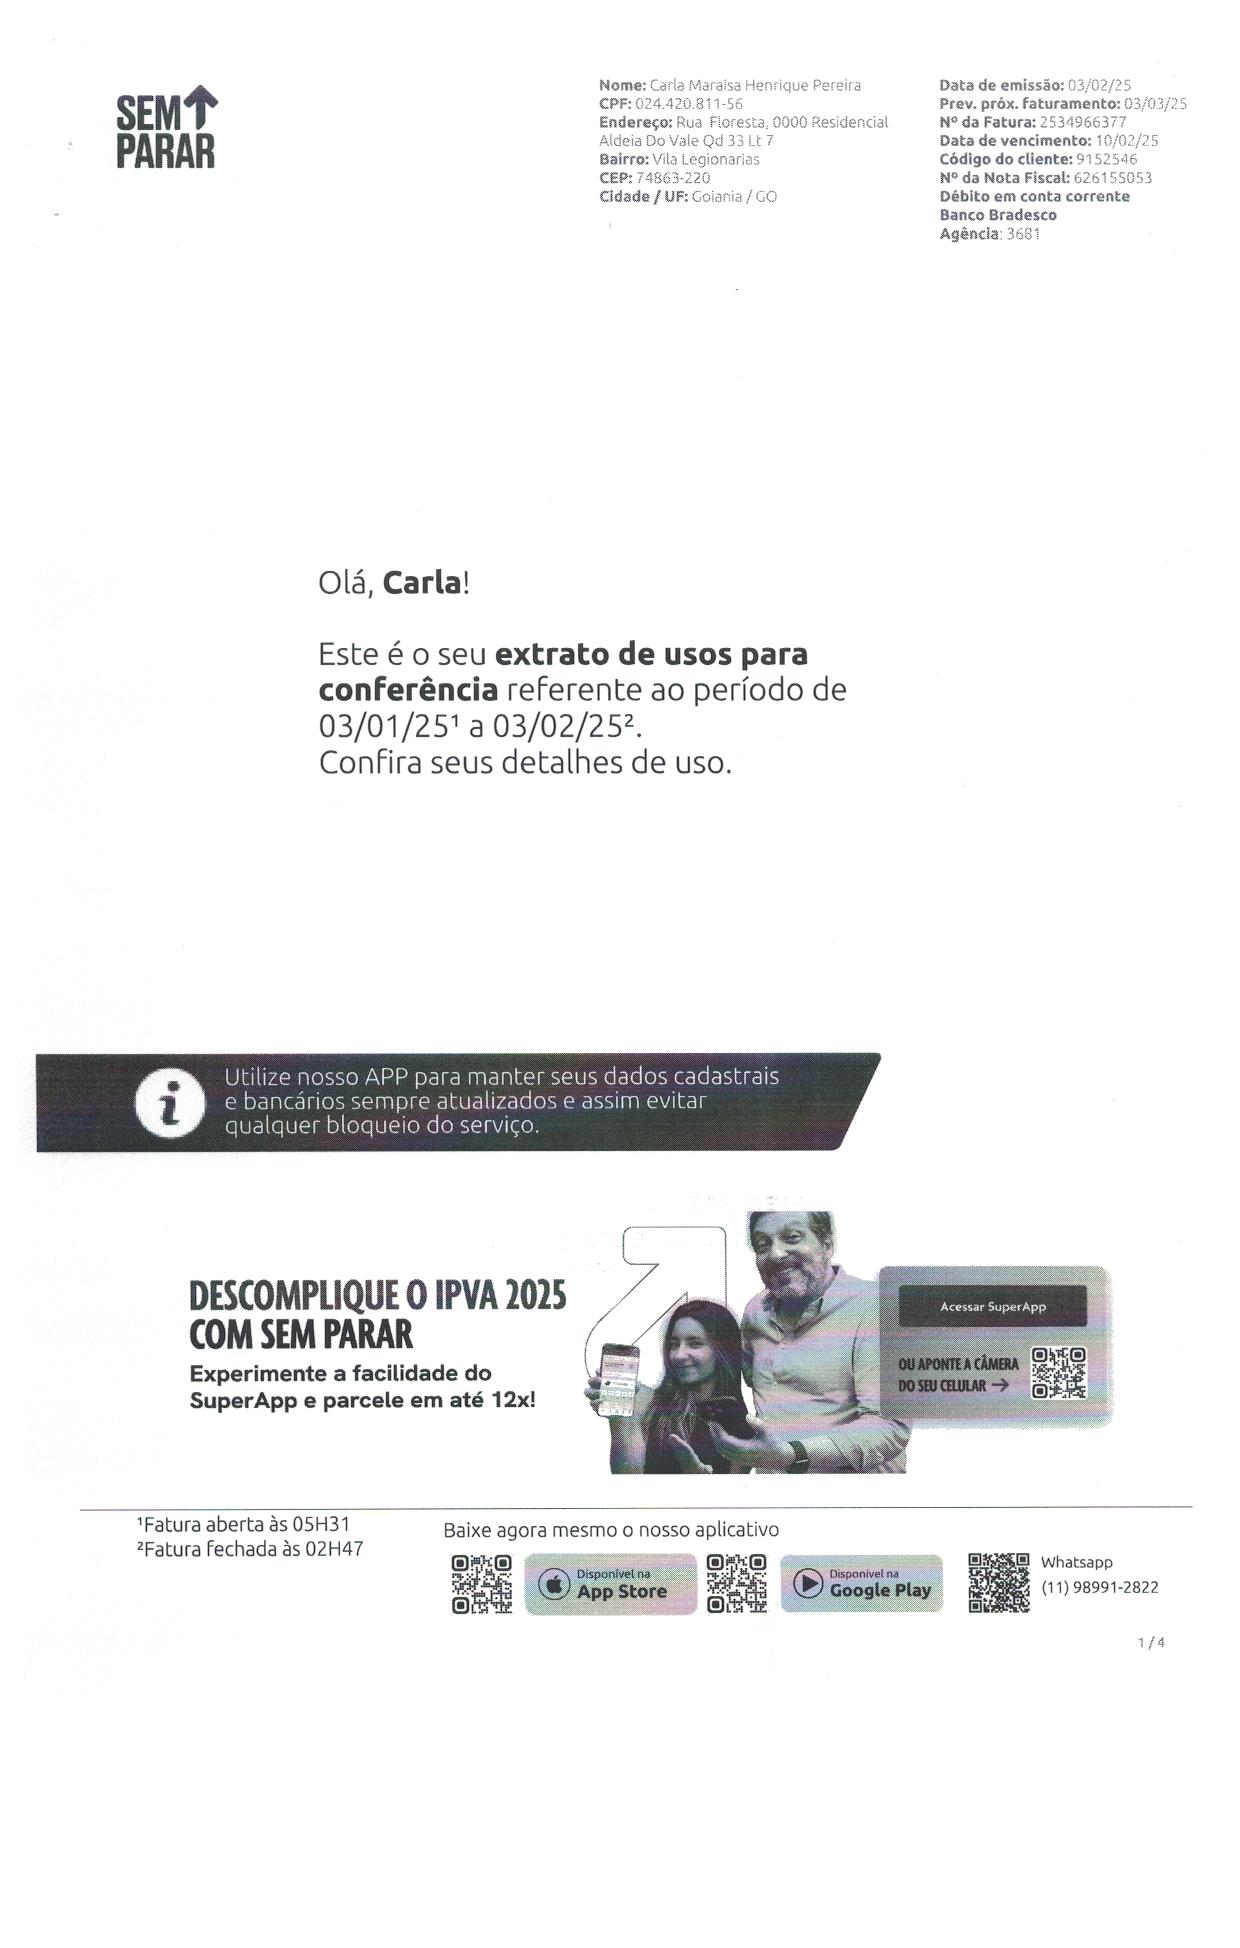 SEM
PARAR
Nome: Carla Maraisa Henrique Pereira
CPF: 024.420.811-56
Endereço: Rua Floresta, 0000 Residencial
Aldeia Do Vale Qd 33 Lt 7
Bairro: Vila Legionarias
CEP: 74863-220
Cidade / UF: Goiania / GO
Data de emissão: 03/02/25
Prev. próx. faturamento: 03/03/25
Nº da Fatura: 2534966377
Data de vencimento: 10/02/25
Código do cliente: 9152546
Nº da Nota Fiscal: 626155053
Débito em conta corrente
Banco Bradesco
Agência: 3681
Olá, Carla!
Este é o seu extrato de usos para
conferência referente ao período de
03/01/25¹ a 03/02/25².
Confira seus detalhes de uso.
Utilize nosso APP para manter seus dados cadastrais
e bancários sempre atualizados e assim evitar
qualquer bloqueio do serviço.
DESCOMPLIQUE O IPVA 2025
COM SEM PARAR
Experimente a facilidade do
SuperApp e parcele em até 12x!
Acessar SuperApp
OU APONTE A CÂMERA
DO SEU CELULAR →
¹Fatura aberta às 05H31
²Fatura fechada às 02H47
Baixe agora mesmo o nosso aplicativo
Disponível na
App Store
Disponível na
Google Play
Whatsapp
(11) 98991-2822
1 / 4